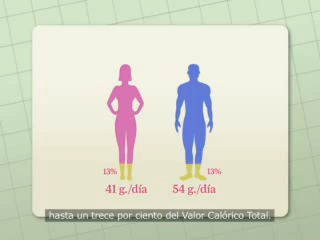 13% 13%
41 g./día 54 g./día
hasta un trece por ciento del Valor Calórico Total.